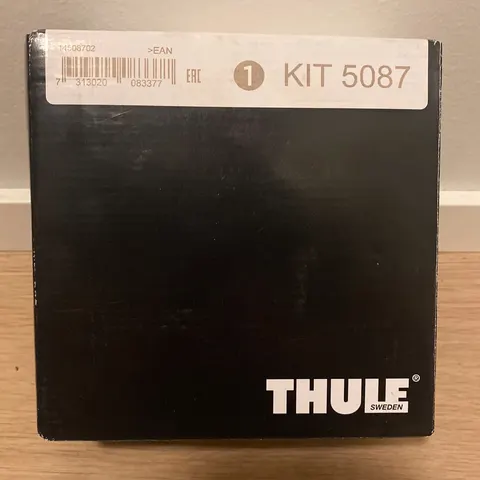 14508702 >EAN
7 313020 083377 EAC 1 KIT 5087
THULE®
SWEDEN